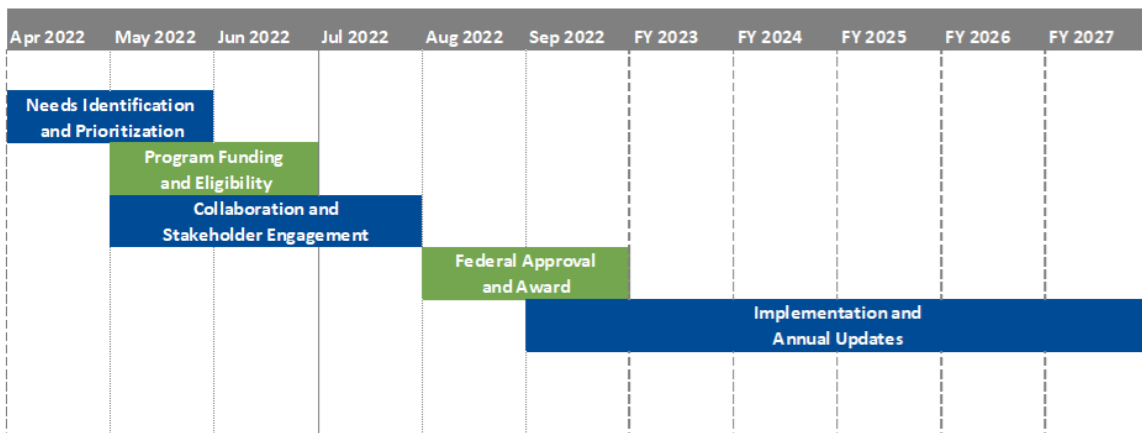 Apr 2022 May 2022 Jun 2022 Jul 2022 Aug 2022 Sep 2022 FY 2023 FY 2024 FY 2025 FY 2026 FY 2027
Needs Identification
and Prioritization
Program Funding
and Eligibility
Collaboration and
Stakeholder Engagement
Federal Approval
and Award
Implementation and
Annual Updates